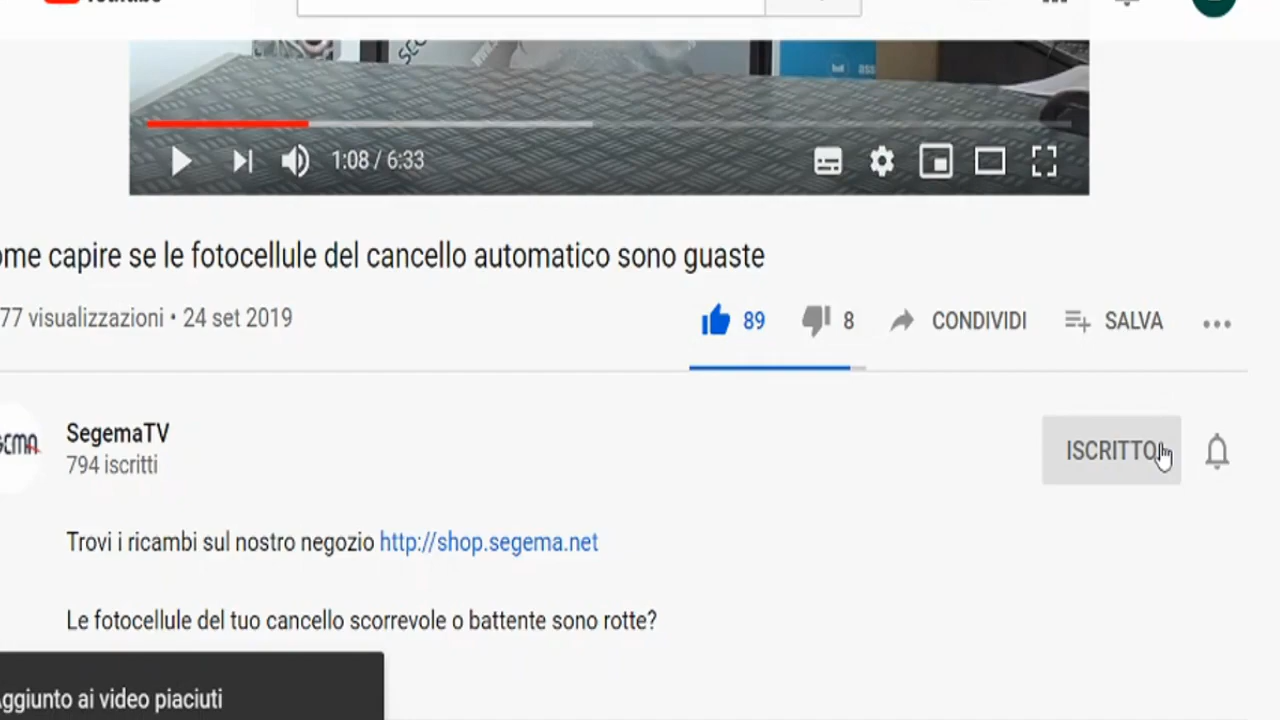 1:08 / 6:33
ome capire se le fotocellule del cancello automatico sono guaste
77 visualizzazioni • 24 set 2019
89
8
CONDIVIDI
SALVA
SegemaTV
794 iscritti
ISCRITTO
Trovi i ricambi sul nostro negozio http://shop.segema.net
Le fotocellule del tuo cancello scorrevole o battente sono rotte?
ggiunto ai video piaciuti